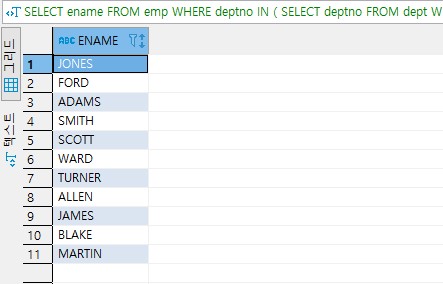 SELECT ename FROM emp WHERE deptno IN ( SELECT deptno FROM dept W
그리드
텍스트
ABC ENAME
1 JONES
2 FORD
3 ADAMS
4 SMITH
5 SCOTT
6 WARD
7 TURNER
8 ALLEN
9 JAMES
10 BLAKE
11 MARTIN